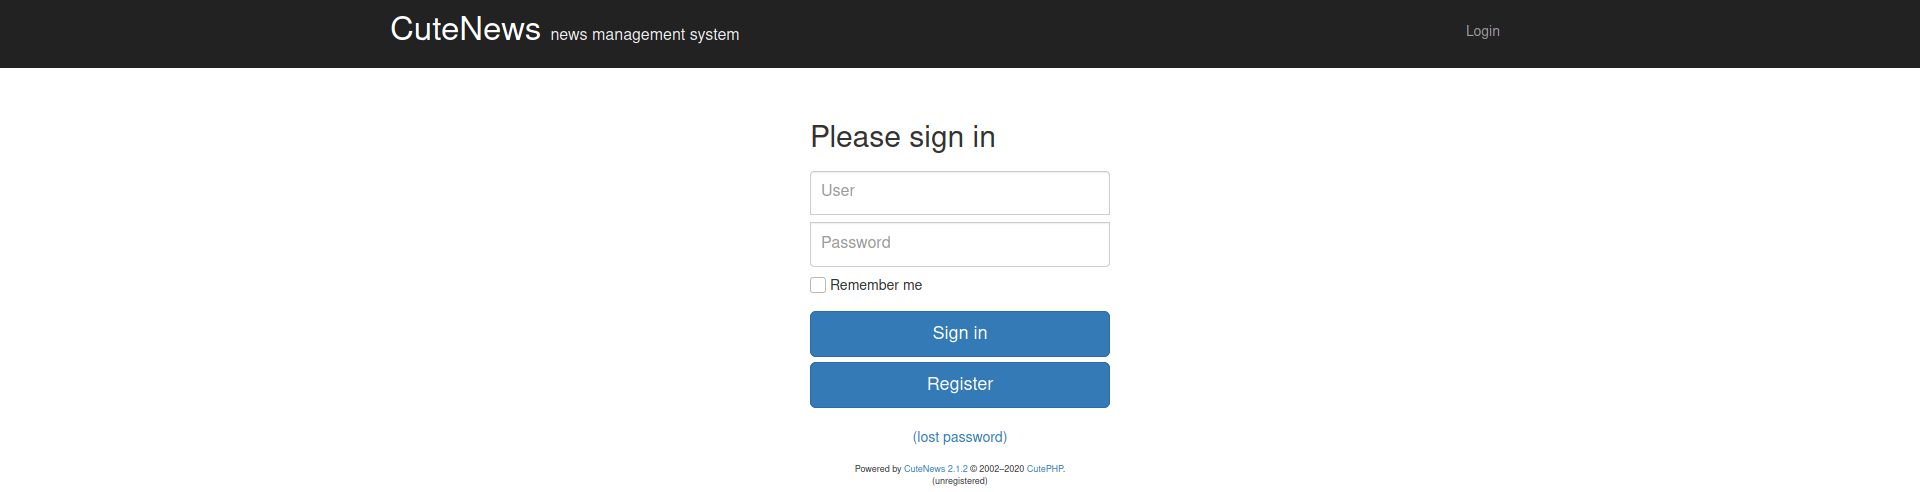 CuteNews news management system Login
Please sign in
User
Password
Remember me
Sign in
Register
(lost password)
Powered by CuteNews 2.1.2 © 2002–2020 CutePHP.
(unregistered)